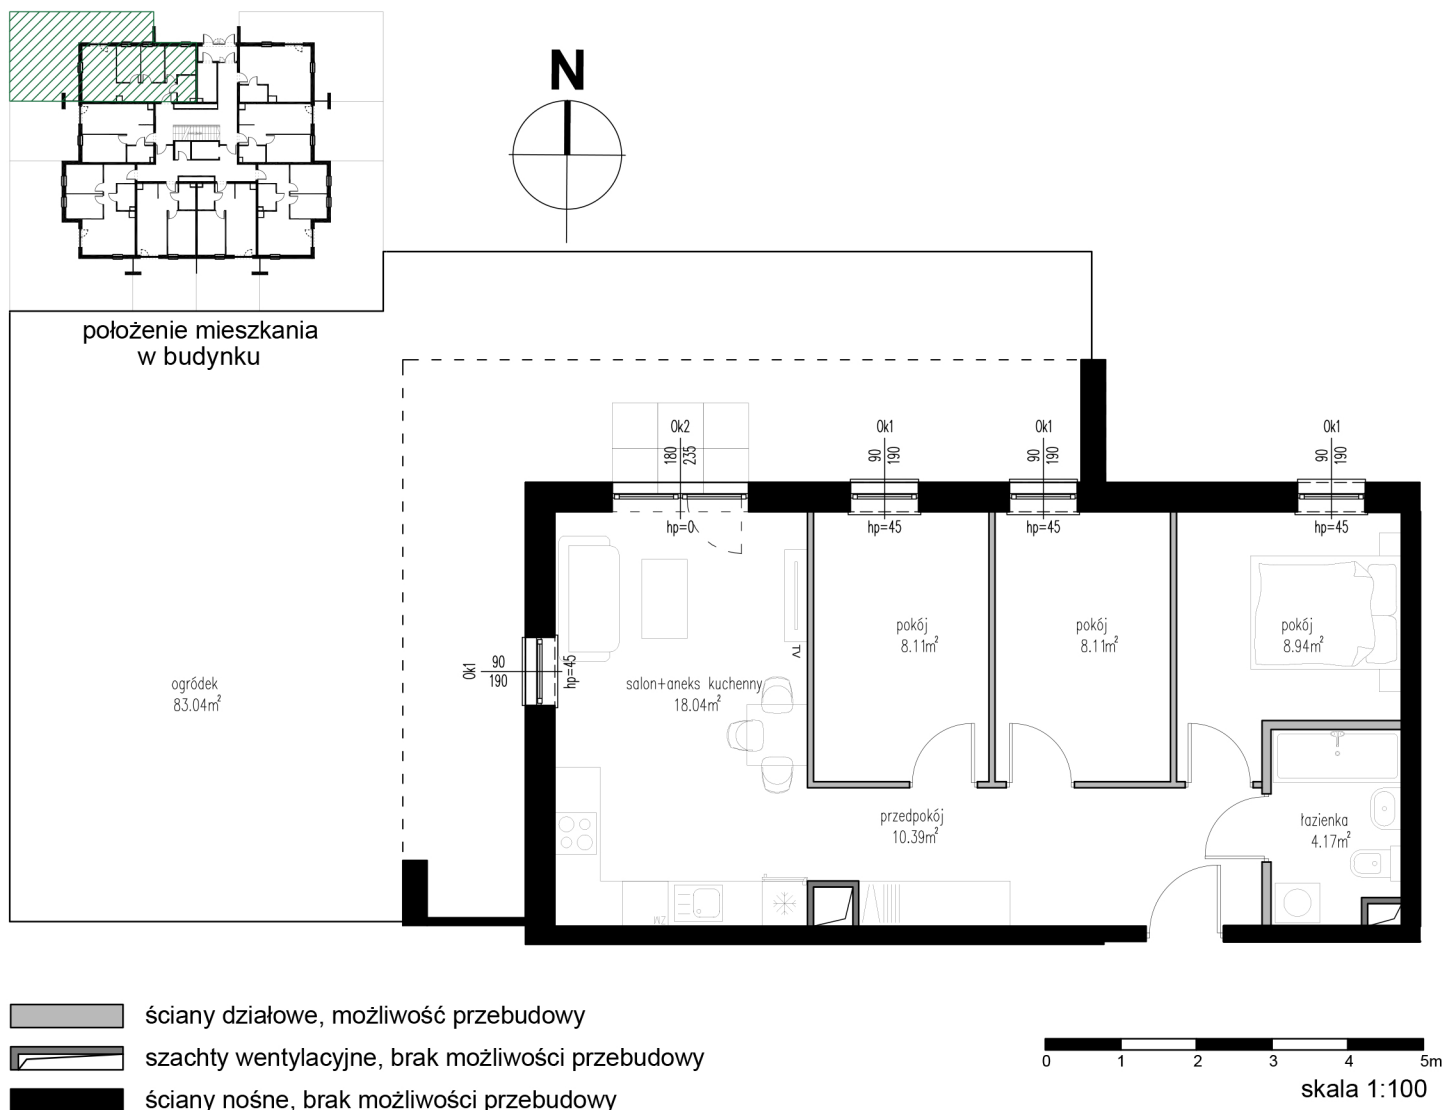 N
położenie mieszkania
w budynku
Ok2
180
235
hp=0
Ok1
90
190
hp=45
Ok1
90
190
hp=45
Ok1
90
190
hp=45
Ok1
90
190
hp=45
ogródek
83.04m²
salon+aneks kuchenny
18.04m²
TV
pokój
8.11m²
pokój
8.11m²
pokój
8.94m²
przedpokój
10.39m²
łazienka
4.17m²
ZM
ściany działowe, możliwość przebudowy
szachty wentylacyjne, brak możliwości przebudowy
ściany nośne, brak możliwości przebudowy
0 1 2 3 4 5m
skala 1:100